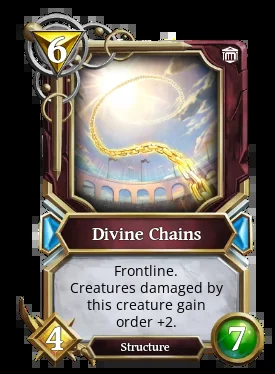 6
Divine Chains
Frontline.
Creatures damaged by
this creature gain
order +2.
4
7
Structure